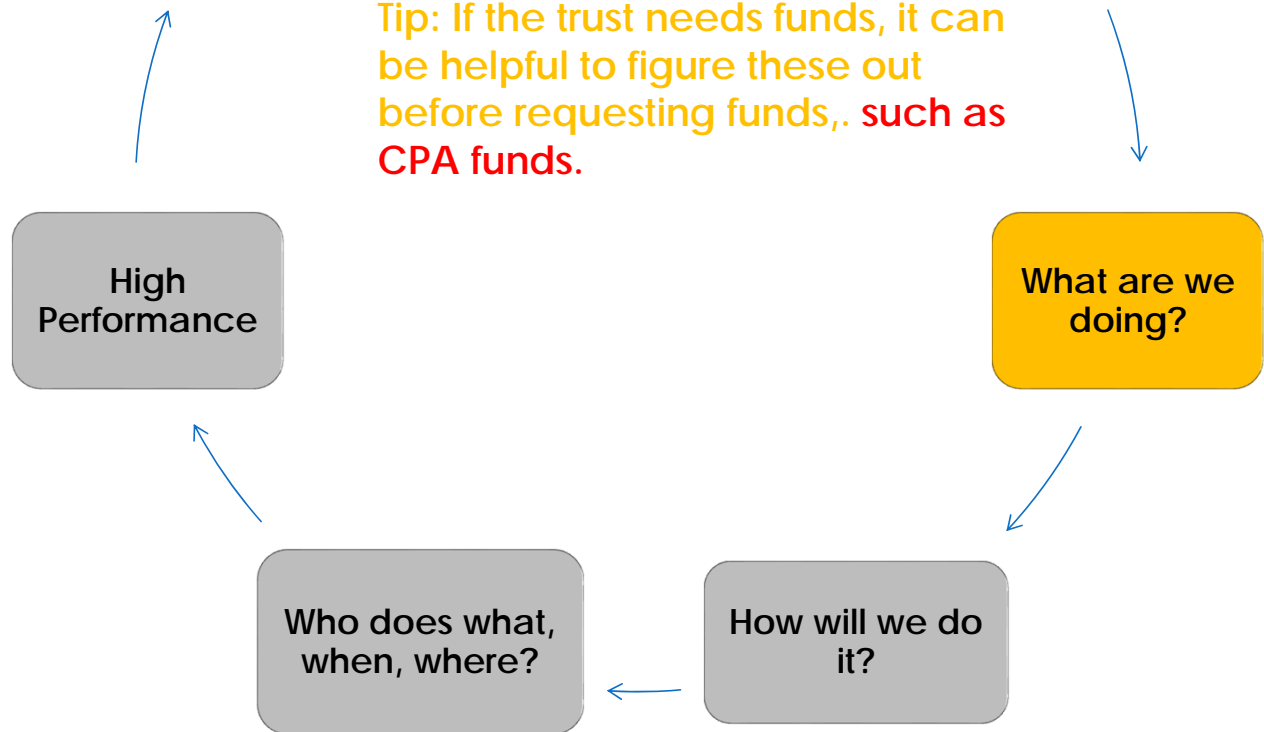 Tip: If the trust needs funds, it can
be helpful to figure these out
before requesting funds,. such as
CPA funds.
High
Performance
What are we
doing?
Who does what,
when, where?
How will we do
it?